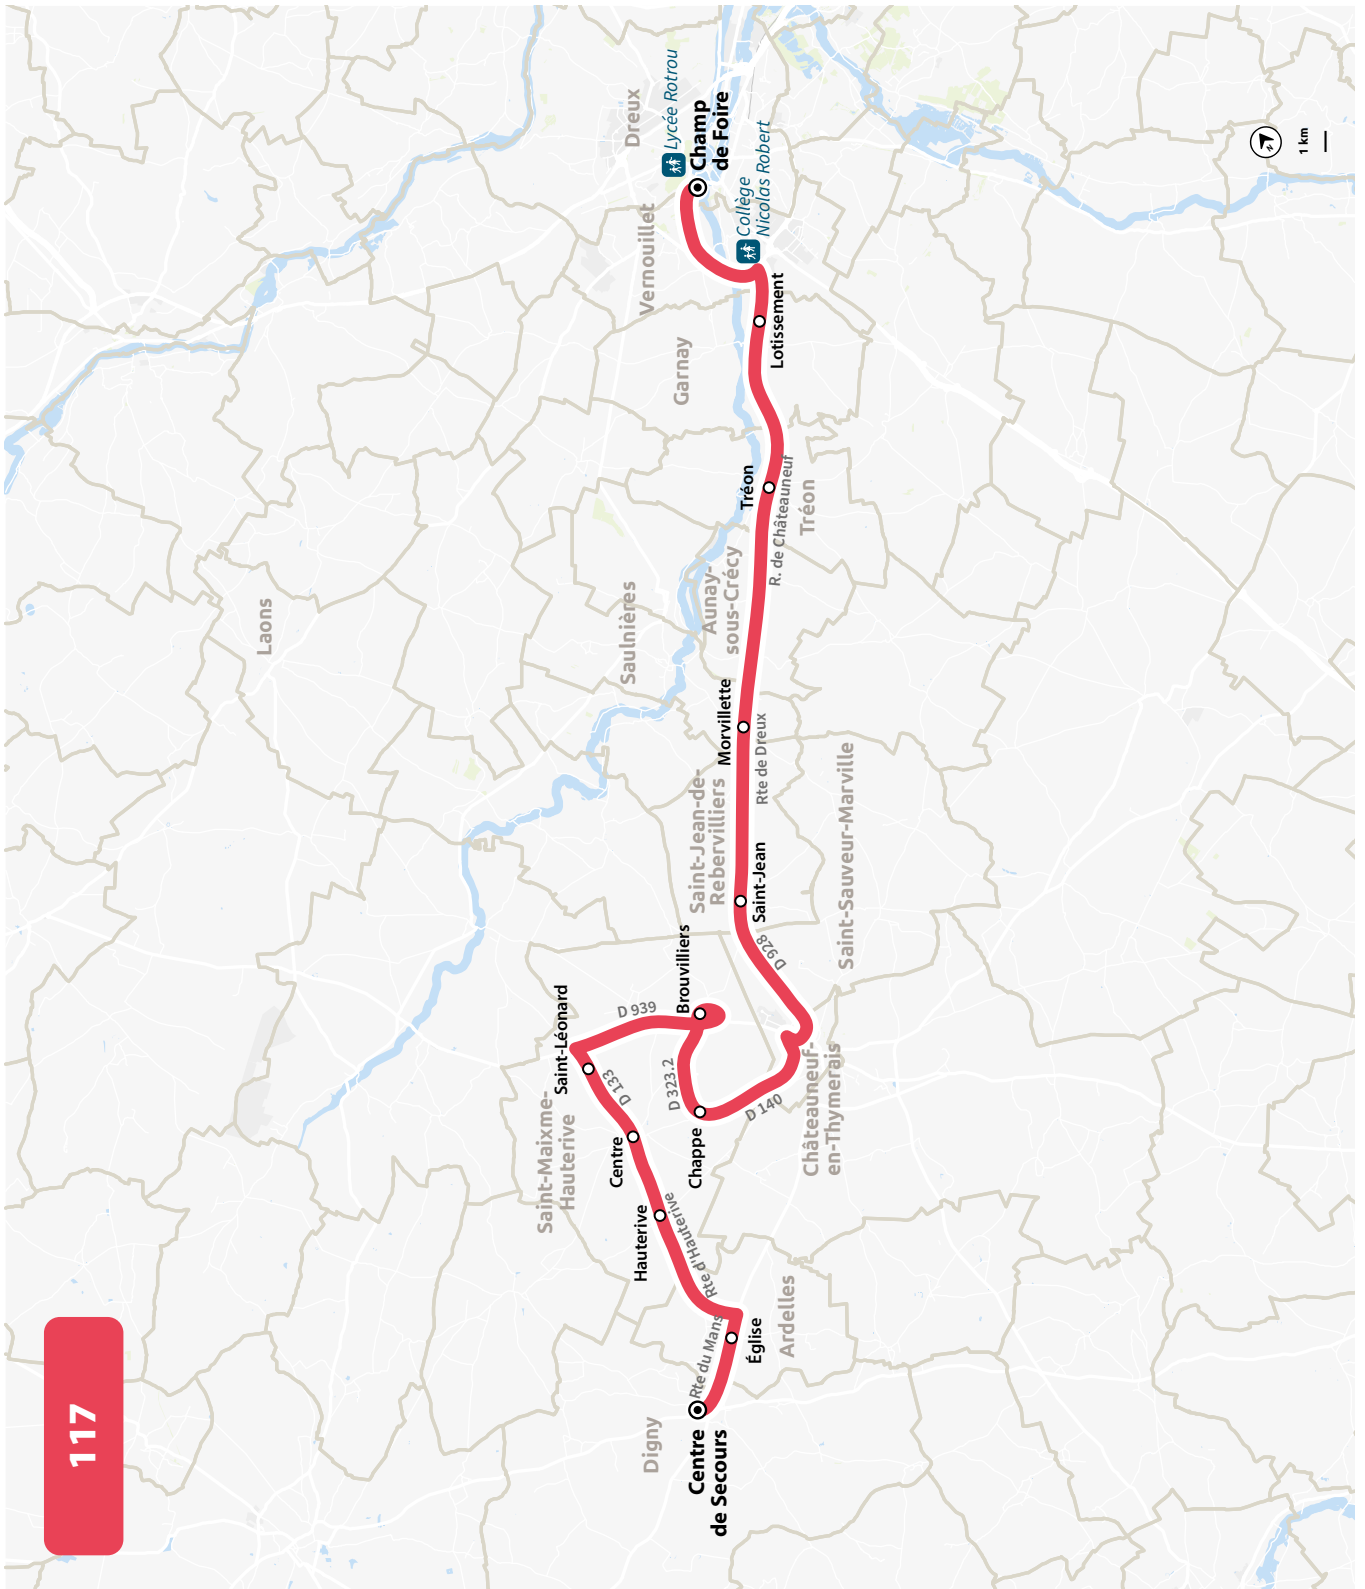 117
Centre
de Secours
Digny
Rte du Mans
Église
Ardelles
Rte d'Hauterive
Hauterive
Centre
Saint-Maixme-
Hauterive
D 133
Saint-Léonard
D 939
Brouvilliers
D 323.2
Chappe
D 140
Châteauneuf-
en-Thymerais
D 928
Saint-Jean
Saint-Jean-de-
Rebervilliers
Saint-Sauveur-Marville
Rte de Dreux
Morvillette
Laons
Saulnières
Aunay-
sous-Crécy
R. de Châteauneuf
Tréon
Tréon
Garnay
Lotissement
Vernouillet
Collège
Nicolas Robert
Dreux
Lycée Rotrou
Champ
de Foire
N
1 km